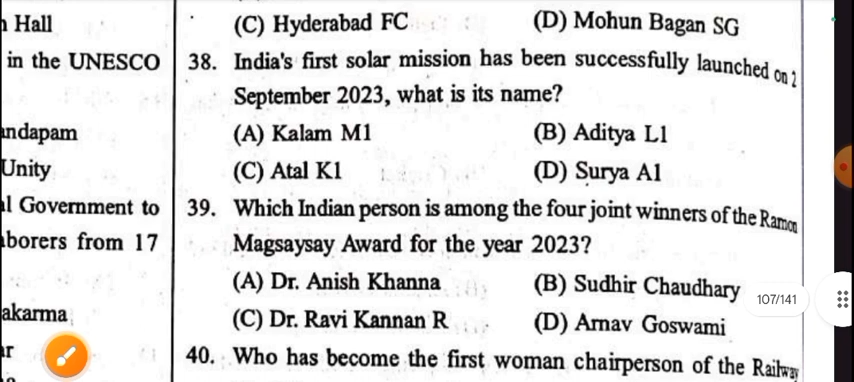 Hall
in the UNESCO
andapam
Unity
al Government to
aborers from 17
akarma
(C) Hyderabad FC
(D) Mohun Bagan SG
38. India's first solar mission has been successfully launched on 2
September 2023, what is its name?
(A) Kalam M1
(B) Aditya L1
(C) Atal K1
(D) Surya A1
39. Which Indian person is among the four joint winners of the Ramon
Magsaysay Award for the year 2023?
(A) Dr. Anish Khanna
(B) Sudhir Chaudhary
(C) Dr. Ravi Kannan R
(D) Arnav Goswami
40. Who has become the first woman chairperson of the Railway
107/141